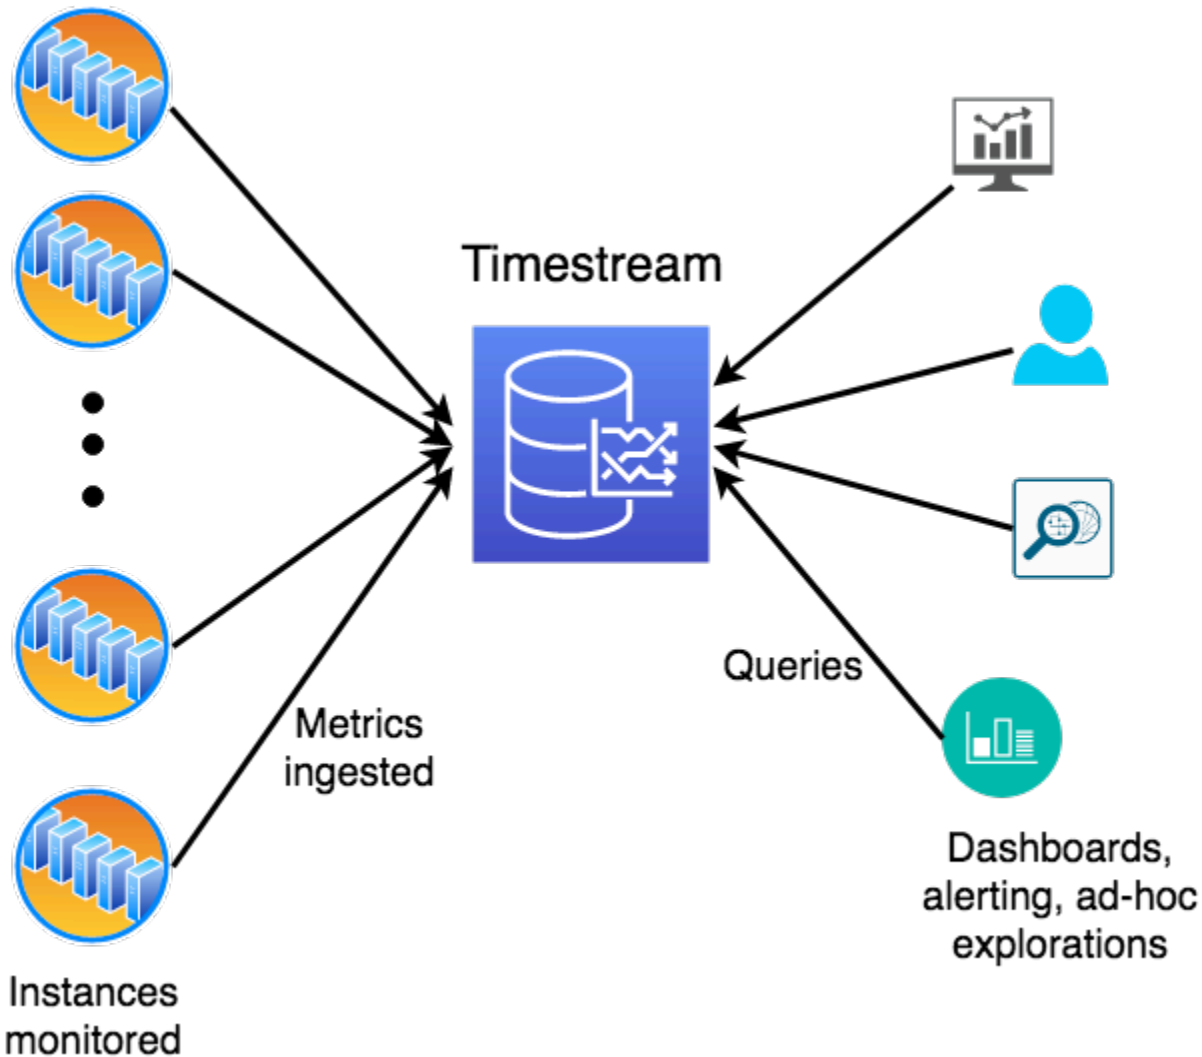 Timestream
Queries
Metrics
ingested
Dashboards,
alerting, ad-hoc
explorations
Instances
monitored